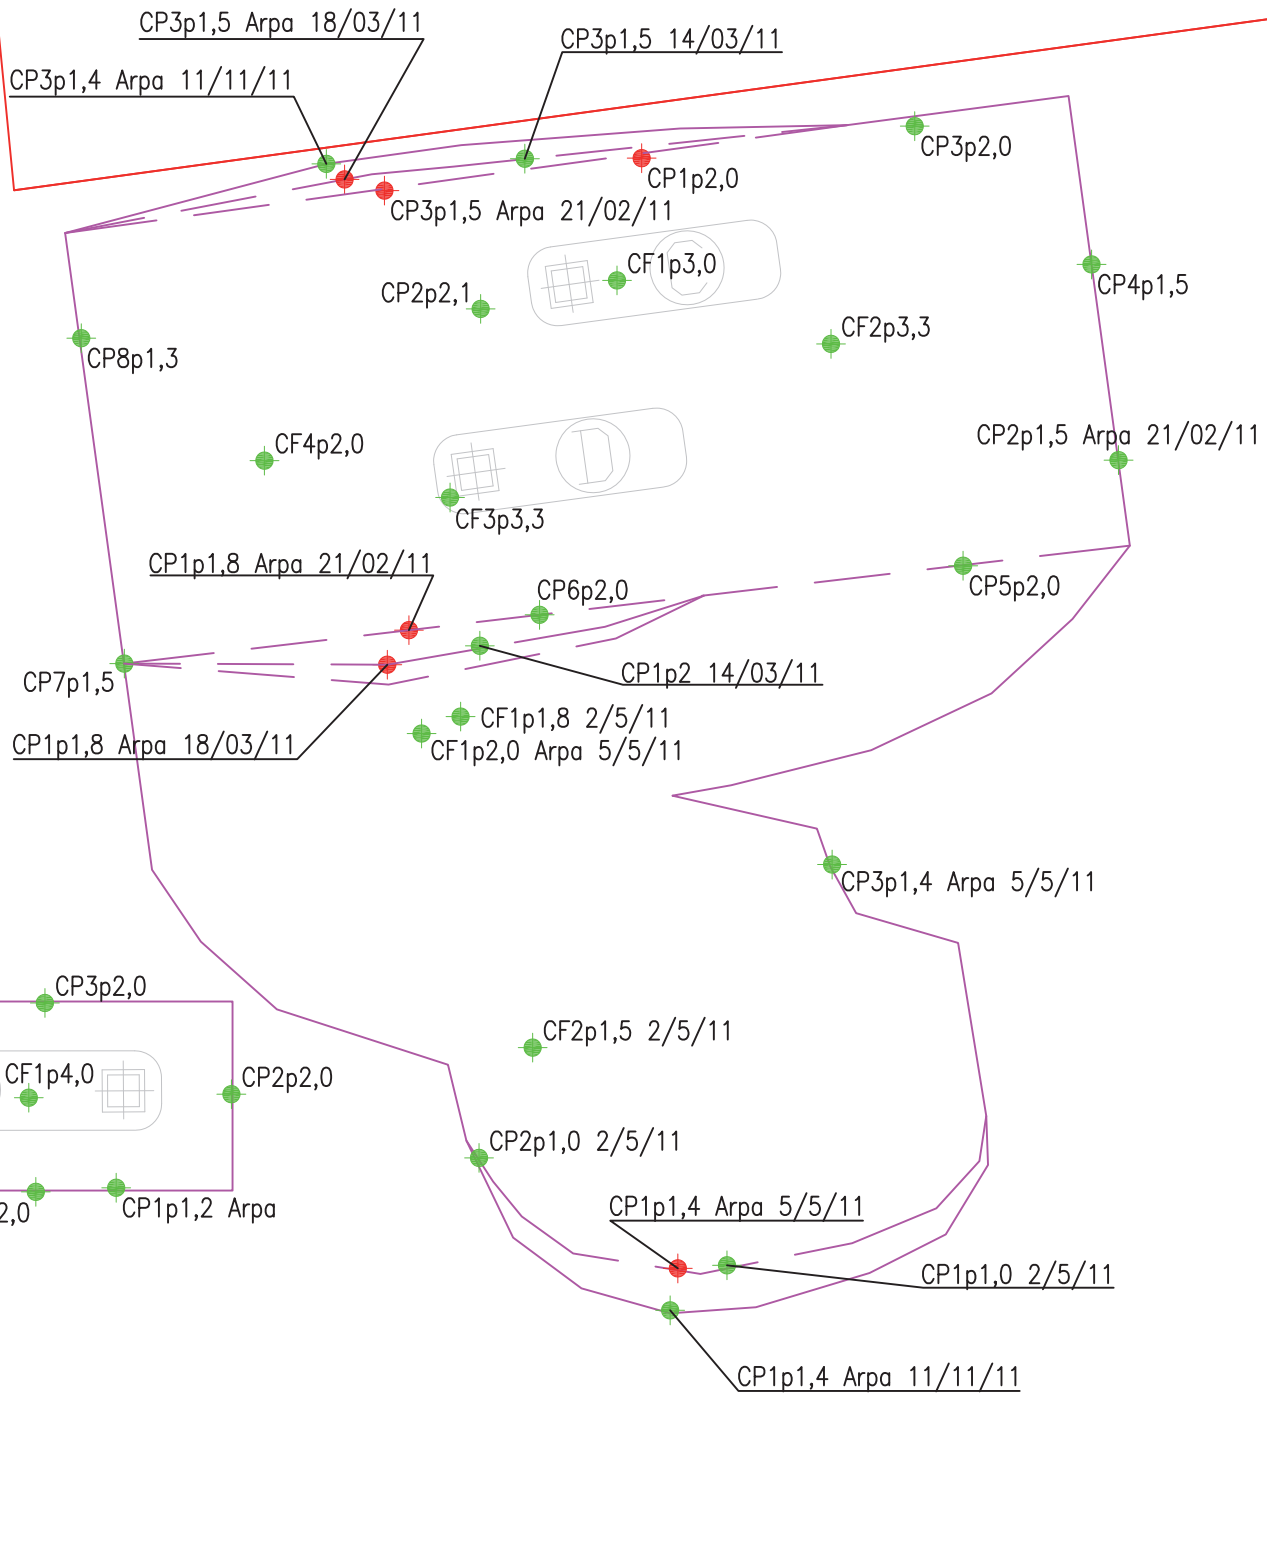 CP3p1,5 Arpa 18/03/11
CP3p1,5 14/03/11
CP3p1,4 Arpa 11/11/11
CP3p2,0
CP1p2,0
CP3p1,5 Arpa 21/02/11
CF1p3,0
CP2p2,1
CP4p1,5
CF2p3,3
CP8p1,3
CP2p1,5 Arpa 21/02/11
CF4p2,0
CF3p3,3
CP1p1,8 Arpa 21/02/11
CP5p2,0
CP6p2,0
CP1p2 14/03/11
CP7p1,5
CF1p1,8 2/5/11
CP1p1,8 Arpa 18/03/11
CF1p2,0 Arpa 5/5/11
CP3p1,4 Arpa 5/5/11
CP3p2,0
CF2p1,5 2/5/11
CF1p4,0
CP2p2,0
CP2p1,0 2/5/11
CP1p1,4 Arpa 5/5/11
CP1p1,2 Arpa
2,0
CP1p1,0 2/5/11
CP1p1,4 Arpa 11/11/11